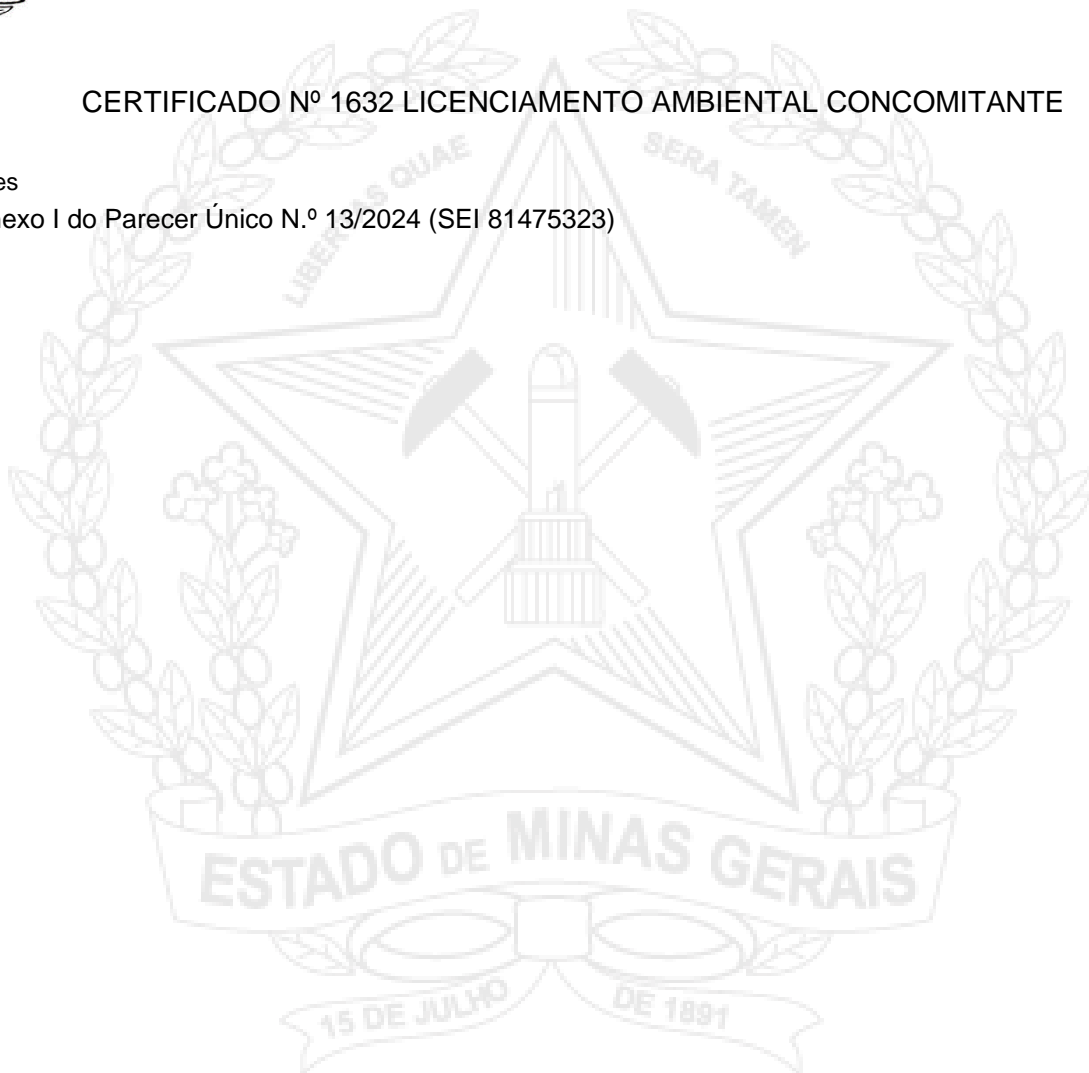 CERTIFICADO Nº 1632 LICENCIAMENTO AMBIENTAL CONCOMITANTE
es
exo I do Parecer Único N.º 13/2024 (SEI 81475323)
LIBERTAS QUAE SERA TAMEN
ESTADO DE MINAS GERAIS
15 DE JULHO DE 1891